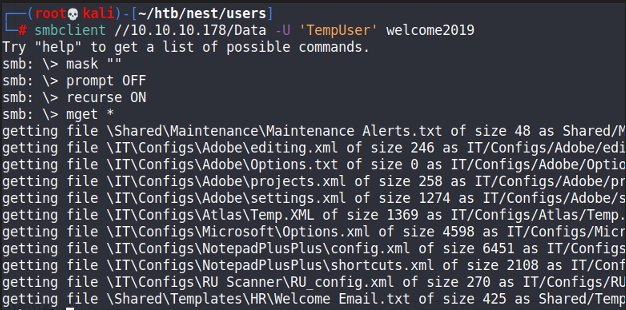 ┌──(root💀kali)-[~/htb/nest/users]
└─# smbclient //10.10.10.178/Data -U 'TempUser' welcome2019
Try "help" to get a list of possible commands.
smb: \> mask ""
smb: \> prompt OFF
smb: \> recurse ON
smb: \> mget *
getting file \Shared\Maintenance\Maintenance Alerts.txt of size 48 as Shared/M
getting file \IT\Configs\Adobe\editing.xml of size 246 as IT/Configs/Adobe/edi
getting file \IT\Configs\Adobe\Options.txt of size 0 as IT/Configs/Adobe/Optio
getting file \IT\Configs\Adobe\projects.xml of size 258 as IT/Configs/Adobe/pr
getting file \IT\Configs\Adobe\settings.xml of size 1274 as IT/Configs/Adobe/s
getting file \IT\Configs\Atlas\Temp.XML of size 1369 as IT/Configs/Atlas/Temp.
getting file \IT\Configs\Microsoft\Options.xml of size 4598 as IT/Configs/Micr
getting file \IT\Configs\NotepadPlusPlus\config.xml of size 6451 as IT/Configs
getting file \IT\Configs\NotepadPlusPlus\shortcuts.xml of size 2108 as IT/Conf
getting file \IT\Configs\RU Scanner\RU_config.xml of size 270 as IT/Configs/RU
getting file \Shared\Templates\HR\Welcome Email.txt of size 425 as Shared/Temp